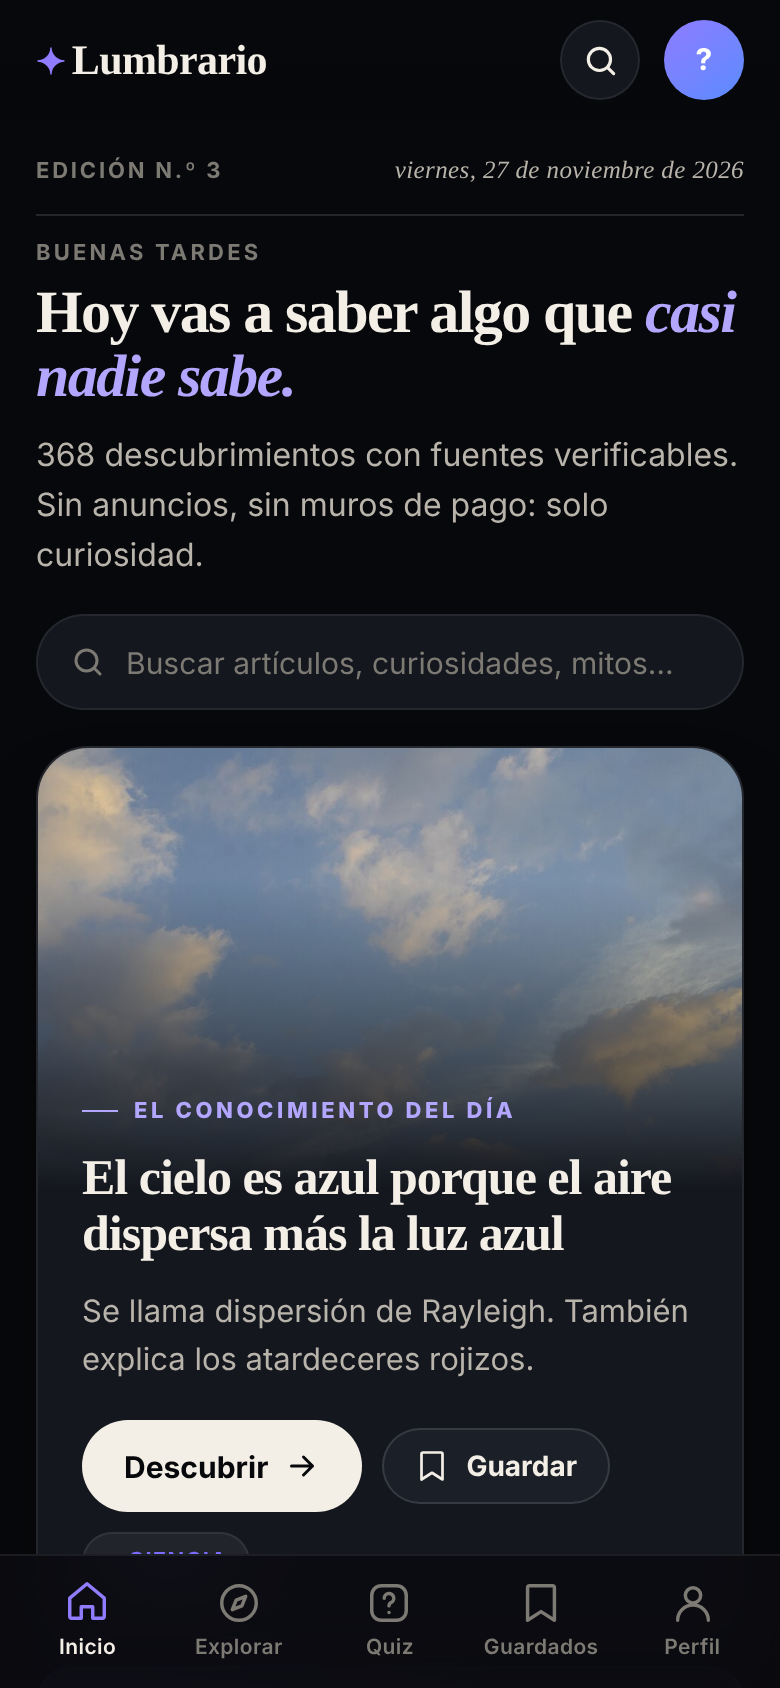 Lumbrario
?
EDICIÓN N.º 3
viernes, 27 de noviembre de 2026
BUENAS TARDES
Hoy vas a saber algo que casi
nadie sabe.
368 descubrimientos con fuentes verificables.
Sin anuncios, sin muros de pago: solo
curiosidad.
Buscar artículos, curiosidades, mitos...
EL CONOCIMIENTO DEL DÍA
El cielo es azul porque el aire
dispersa más la luz azul
Se llama dispersión de Rayleigh. También
explica los atardeceres rojizos.
Descubrir →
Guardar
CIENCIA
Inicio
Explorar
Quiz
Guardados
Perfil